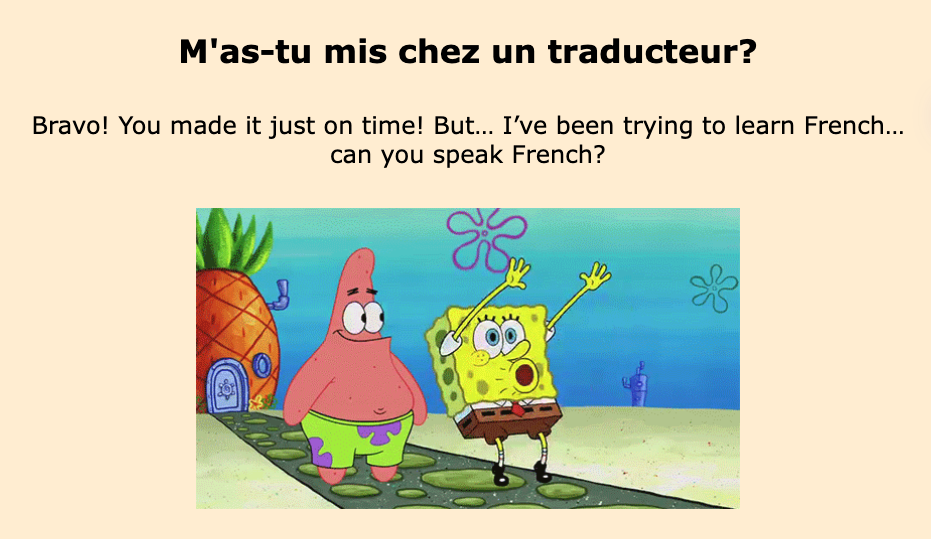 M'as-tu mis chez un traducteur?
Bravo! You made it just on time! But... I’ve been trying to learn French...
can you speak French?